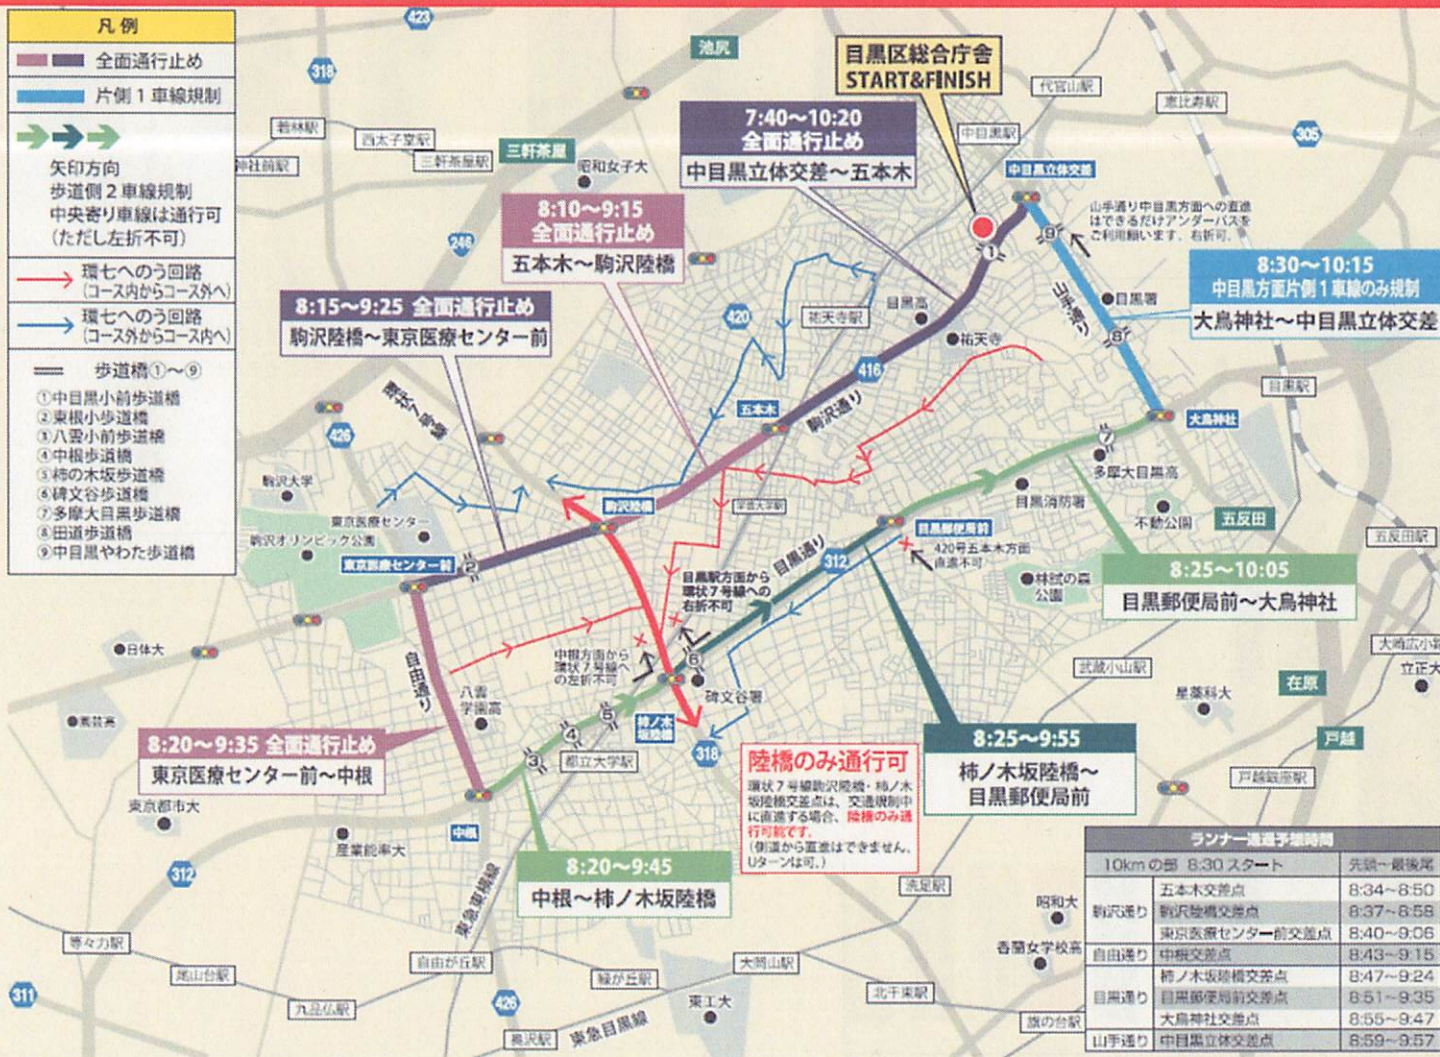 凡例
全面通行止め
片側1車線規制
矢印方向
歩道側2車線規制
中央寄り車線は通行可
(ただし左折不可)
環七へのう回路
(コース内からコース外へ)
環七へのう回路
(コース外からコース内へ)
歩道橋①〜⑨
①中目黒小前歩道橋
②東根小歩道橋
③八雲小前歩道橋
④中根歩道橋
⑤柿の木坂歩道橋
⑥碑文谷歩道橋
⑦多摩大目黒歩道橋
⑧田道歩道橋
⑨中目黒やわた歩道橋
423
318
池尻
目黒区総合庁舎
START&FINISH
代官山駅
恵比寿駅
305
若林駅
西太子堂駅
神社前駅
三軒茶屋駅
三軒茶屋
昭和女子大
7:40〜10:20
全面通行止め
中目黒立体交差〜五本木
中目黒駅
中目黒立体交差
山手通り中目黒方面への直進
はできるだけアンダーパスを
ご利用願います。右折可。
246
8:10〜9:15
全面通行止め
五本木〜駒沢陸橋
①
⑨
8:30〜10:15
中目黒方面片側1車線のみ規制
大鳥神社〜中目黒立体交差
8:15〜9:25 全面通行止め
駒沢陸橋〜東京医療センター前
420
祐天寺駅
目黒高
祐天寺
山手通り
目黒署
⑧
416
目黒駅
環状7号線
426
五本木
駒沢通り
大鳥神社
⑦
多摩大目黒高
駒沢大学
東京医療センター
駒沢オリンピック公園
駒沢陸橋
学芸大学駅
目黒消防署
不動公園
五反田
東京医療センター前
②
目黒郵便局前
420号五本木方面
直進不可
五反田駅
目黒駅方面から
環状7号線への
右折不可
目黒通り
312
林試の森
公園
8:25〜10:05
目黒郵便局前〜大鳥神社
日体大
自由通り
中根方面から
環状7号線へ
の左折不可
⑥
碑文谷署
武蔵小山駅
星薬科大
荏原
立正大
園芸高
八雲
学園高
⑤
④
③
柿ノ木
坂陸橋
318
戸越
8:20〜9:35 全面通行止め
東京医療センター前〜中根
都立大学駅
陸橋のみ通行可
環状7号線駒沢陸橋・柿ノ木
坂陸橋交差点は、交通規制中
に直進する場合、陸橋のみ通
行可能です。
(側道から直進はできません。
Uターンは可。)
8:25〜9:55
柿ノ木坂陸橋〜
目黒郵便局前
戸越銀座駅
東京都市大
中根
産業能率大
312
8:20〜9:45
中根〜柿ノ木坂陸橋
東急東横線
洗足駅
昭和大
香蘭女学校高
等々力駅
尾山台駅
九品仏駅
自由が丘駅
緑が丘駅
大岡山駅
北千束駅
旗の台駅
311
426
奥沢駅
東急目黒線
東工大
ランナー通過予想時間
10kmの部 8:30 スタート 先頭〜最後尾
駒沢通り 五本木交差点 8:34〜8:50
駒沢陸橋交差点 8:37〜8:58
東京医療センター前交差点 8:40〜9:06
自由通り 中根交差点 8:43〜9:15
目黒通り 柿ノ木坂陸橋交差点 8:47〜9:24
目黒郵便局前交差点 8:51〜9:35
大鳥神社交差点 8:55〜9:47
山手通り 中目黒立体交差点 8:59〜9:57